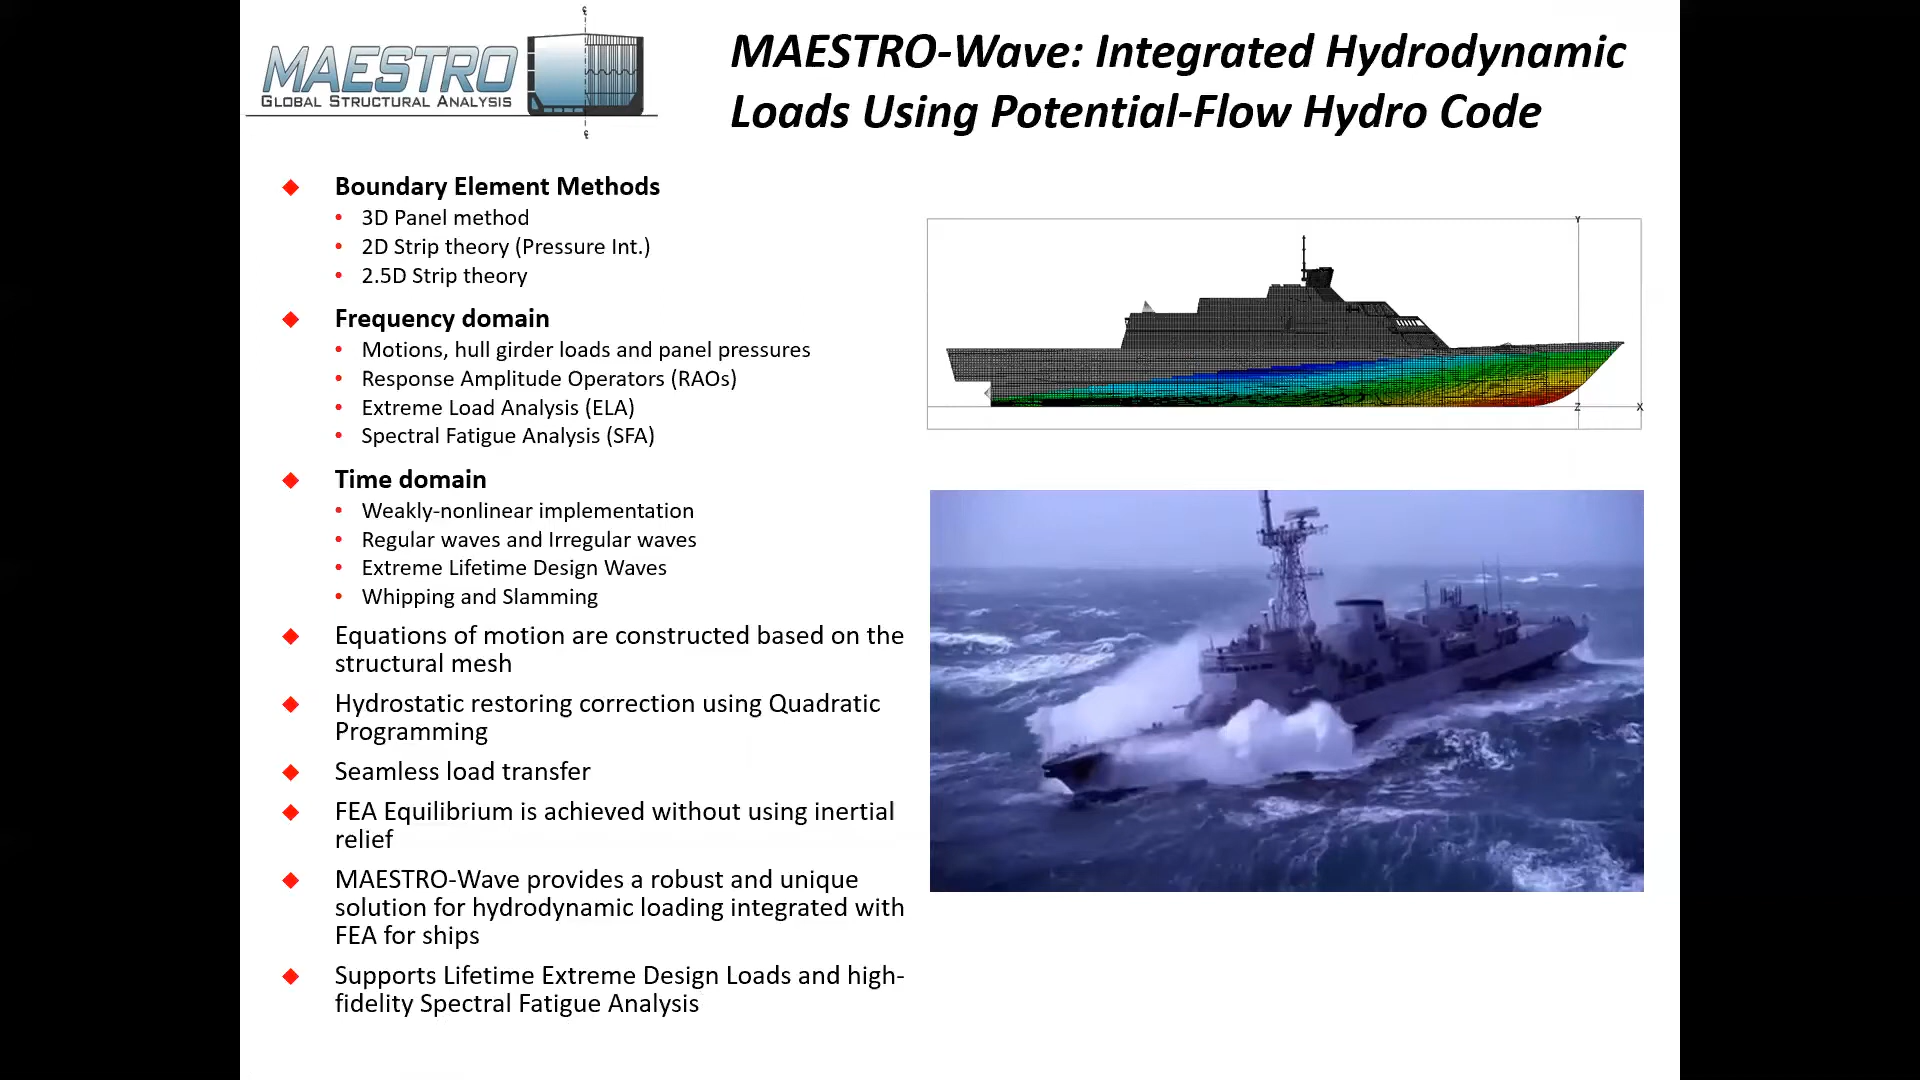 MAESTRO
GLOBAL STRUCTURAL ANALYSIS
MAESTRO-Wave: Integrated Hydrodynamic
Loads Using Potential-Flow Hydro Code
◆ Boundary Element Methods
• 3D Panel method
• 2D Strip theory (Pressure Int.)
• 2.5D Strip theory
◆ Frequency domain
• Motions, hull girder loads and panel pressures
• Response Amplitude Operators (RAOs)
• Extreme Load Analysis (ELA)
• Spectral Fatigue Analysis (SFA)
◆ Time domain
• Weakly-nonlinear implementation
• Regular waves and Irregular waves
• Extreme Lifetime Design Waves
• Whipping and Slamming
◆ Equations of motion are constructed based on the
structural mesh
◆ Hydrostatic restoring correction using Quadratic
Programming
◆ Seamless load transfer
◆ FEA Equilibrium is achieved without using inertial
relief
◆ MAESTRO-Wave provides a robust and unique
solution for hydrodynamic loading integrated with
FEA for ships
◆ Supports Lifetime Extreme Design Loads and high-
fidelity Spectral Fatigue Analysis
Y
Z
X